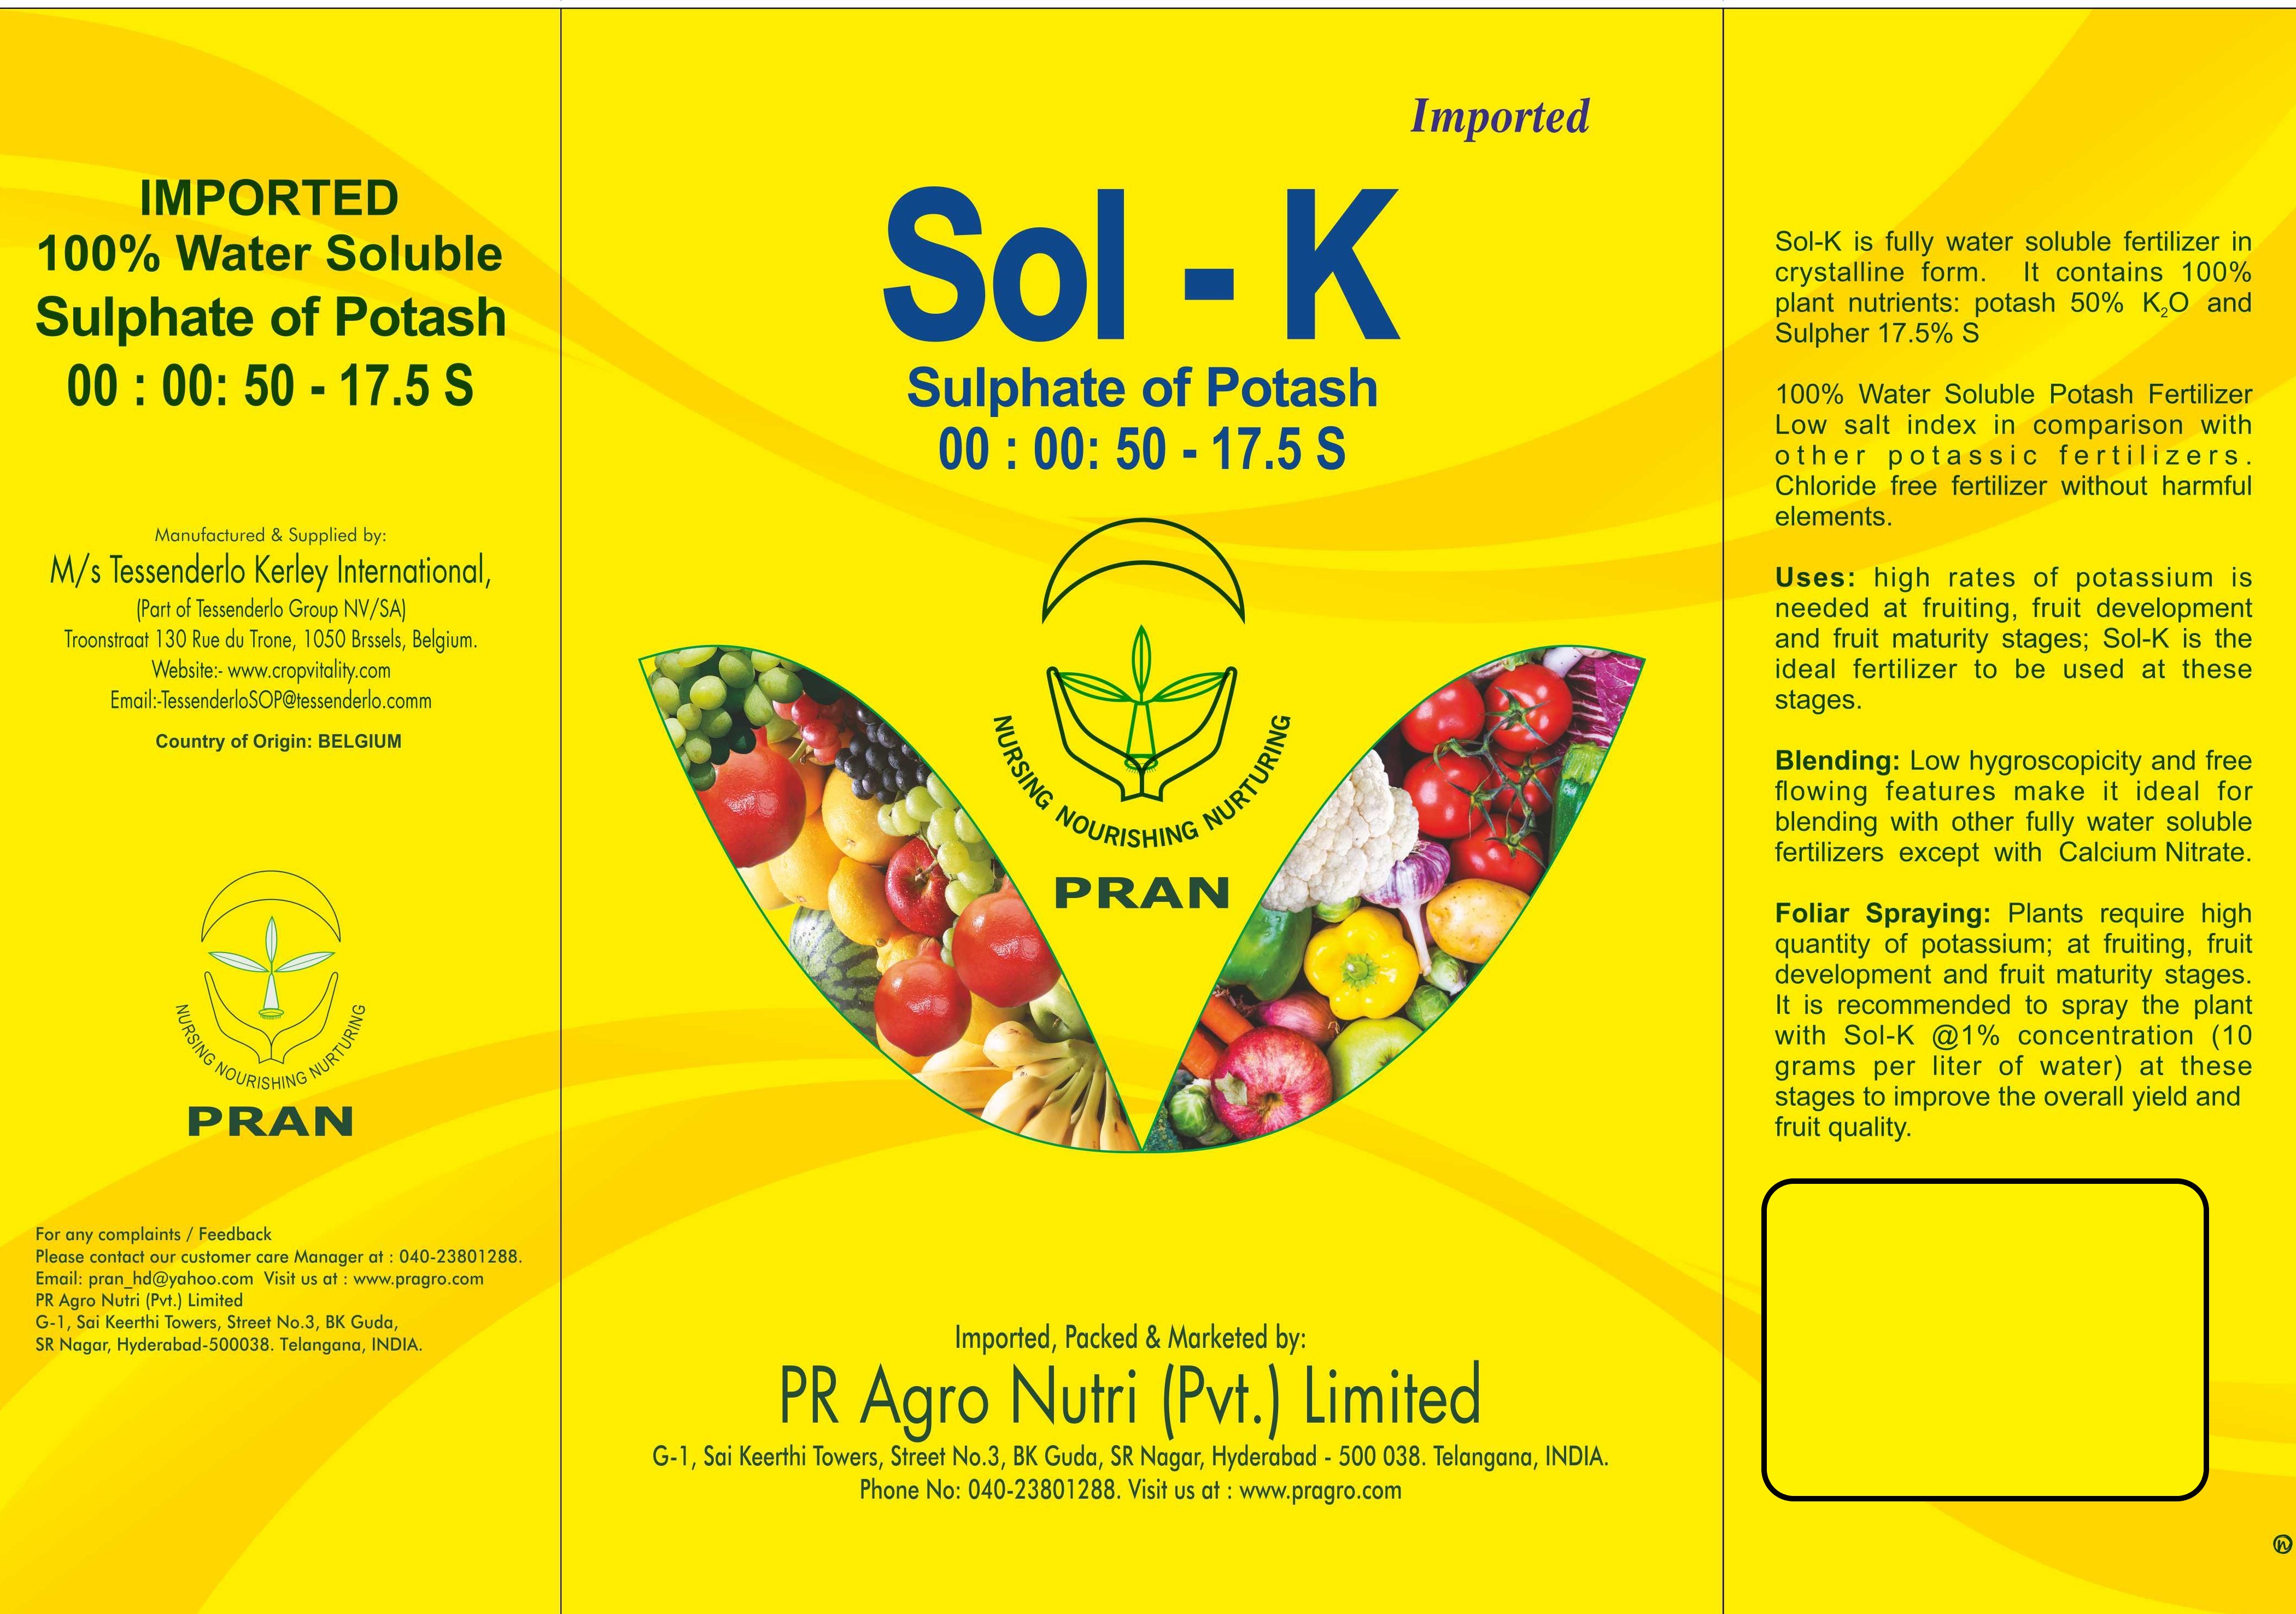 IMPORTED
100% Water Soluble
Sulphate of Potash
00 : 00: 50 - 17.5 S
Manufactured & Supplied by:
M/s Tessenderlo Kerley International,
(Part of Tessenderlo Group NV/SA)
Troonstraat 130 Rue du Trone, 1050 Brssels, Belgium.
Website:- www.cropvitality.com
Email:-TessenderloSOP@tessenderlo.comm
Country of Origin: BELGIUM
NURSING NOURISHING NURTURING
PRAN
For any complaints / Feedback
Please contact our customer care Manager at : 040-23801288.
Email: pran_hd@yahoo.com Visit us at : www.pragro.com
PR Agro Nutri (Pvt.) Limited
G-1, Sai Keerthi Towers, Street No.3, BK Guda,
SR Nagar, Hyderabad-500038. Telangana, INDIA.
Imported
Sol - K
Sulphate of Potash
00 : 00: 50 - 17.5 S
NURSING NOURISHING NURTURING
PRAN
Imported, Packed & Marketed by:
PR Agro Nutri (Pvt.) Limited
G-1, Sai Keerthi Towers, Street No.3, BK Guda, SR Nagar, Hyderabad - 500 038. Telangana, INDIA.
Phone No: 040-23801288. Visit us at : www.pragro.com
Sol-K is fully water soluble fertilizer in
crystalline form. It contains 100%
plant nutrients: potash 50% K₂O and
Sulpher 17.5% S
100% Water Soluble Potash Fertilizer
Low salt index in comparison with
other potassic fertilizers.
Chloride free fertilizer without harmful
elements.
Uses: high rates of potassium is
needed at fruiting, fruit development
and fruit maturity stages; Sol-K is the
ideal fertilizer to be used at these
stages.
Blending: Low hygroscopicity and free
flowing features make it ideal for
blending with other fully water soluble
fertilizers except with Calcium Nitrate.
Foliar Spraying: Plants require high
quantity of potassium; at fruiting, fruit
development and fruit maturity stages.
It is recommended to spray the plant
with Sol-K @1% concentration (10
grams per liter of water) at these
stages to improve the overall yield and
fruit quality.